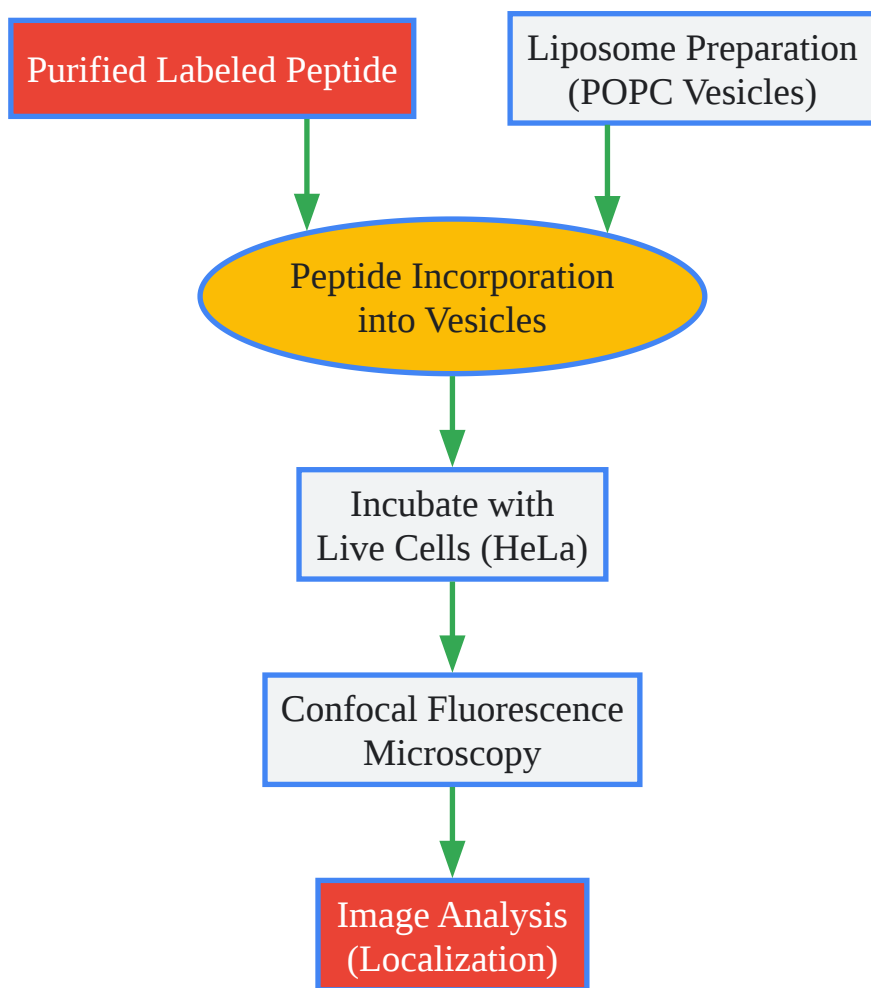 Purified Labeled Peptide
Liposome Preparation
(POPC Vesicles)
Peptide Incorporation
into Vesicles
Incubate with
Live Cells (HeLa)
Confocal Fluorescence
Microscopy
Image Analysis
(Localization)